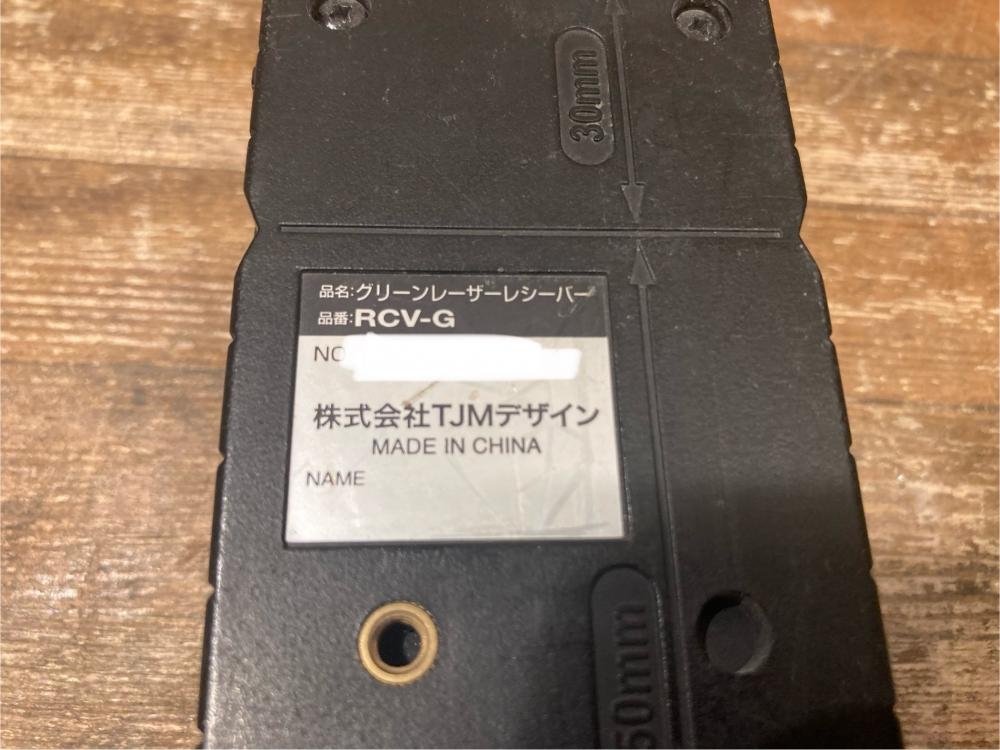 30mm
品名:グリーンレーザーレシーバー
品番:RCV-G
NO
株式会社TJMデザイン
MADE IN CHINA
NAME
50mm